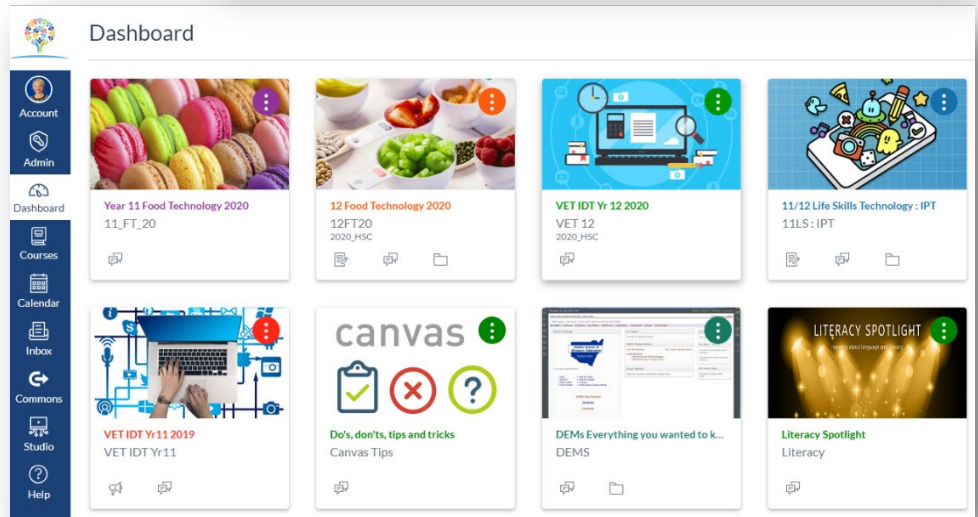 Dashboard
Account
Admin
Dashboard
Courses
Calendar
Inbox
Commons
Studio
Help
Year 11 Food Technology 2020
11_FT_20
12 Food Technology 2020
12FT20
2020_HSC
VET IDT Yr 12 2020
VET 12
2020_HSC
11/12 Life Skills Technology : IPT
11LS : IPT
VET IDT Yr11 2019
VET IDT Yr11
canvas
Do's, don'ts, tips and tricks
Canvas Tips
DEMs Everything you wanted to k...
DEMS
LITERACY SPOTLIGHT
Literacy Spotlight
Literacy